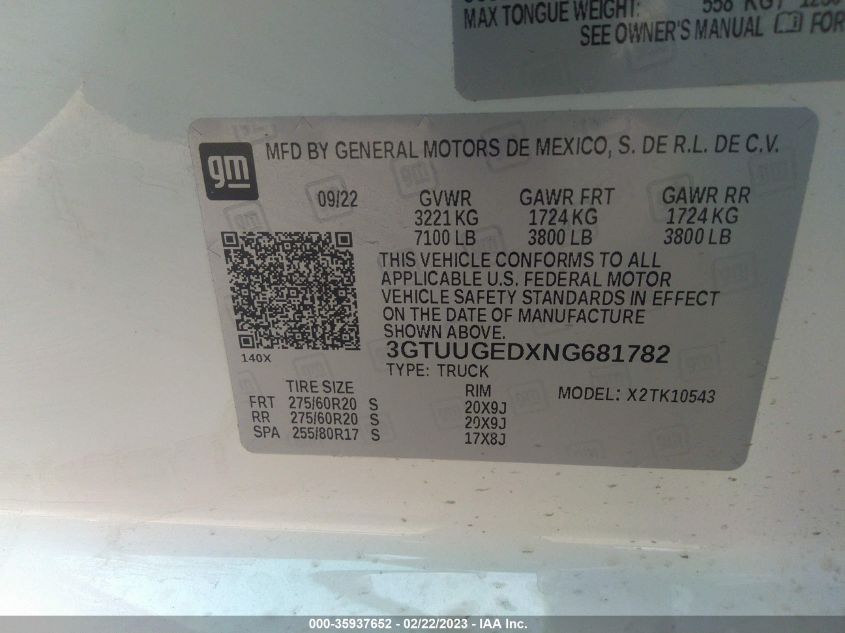 MAX TONGUE WEIGHT: 558 KG / 1230
SEE OWNER'S MANUAL FOR
gm
MFD BY GENERAL MOTORS DE MEXICO, S. DE R.L. DE C.V.
09/22 GVWR GAWR FRT GAWR RR
3221 KG 1724 KG 1724 KG
7100 LB 3800 LB 3800 LB
THIS VEHICLE CONFORMS TO ALL
APPLICABLE U.S. FEDERAL MOTOR
VEHICLE SAFETY STANDARDS IN EFFECT
ON THE DATE OF MANUFACTURE
SHOWN ABOVE.
140X
3GTUUGEDXNG681782
TYPE: TRUCK
TIRE SIZE RIM MODEL: X2TK10543
FRT 275/60R20 S 20X9J
RR 275/60R20 S 20X9J
SPA 255/80R17 S 17X8J
000-35937652 - 02/22/2023 - IAA Inc.